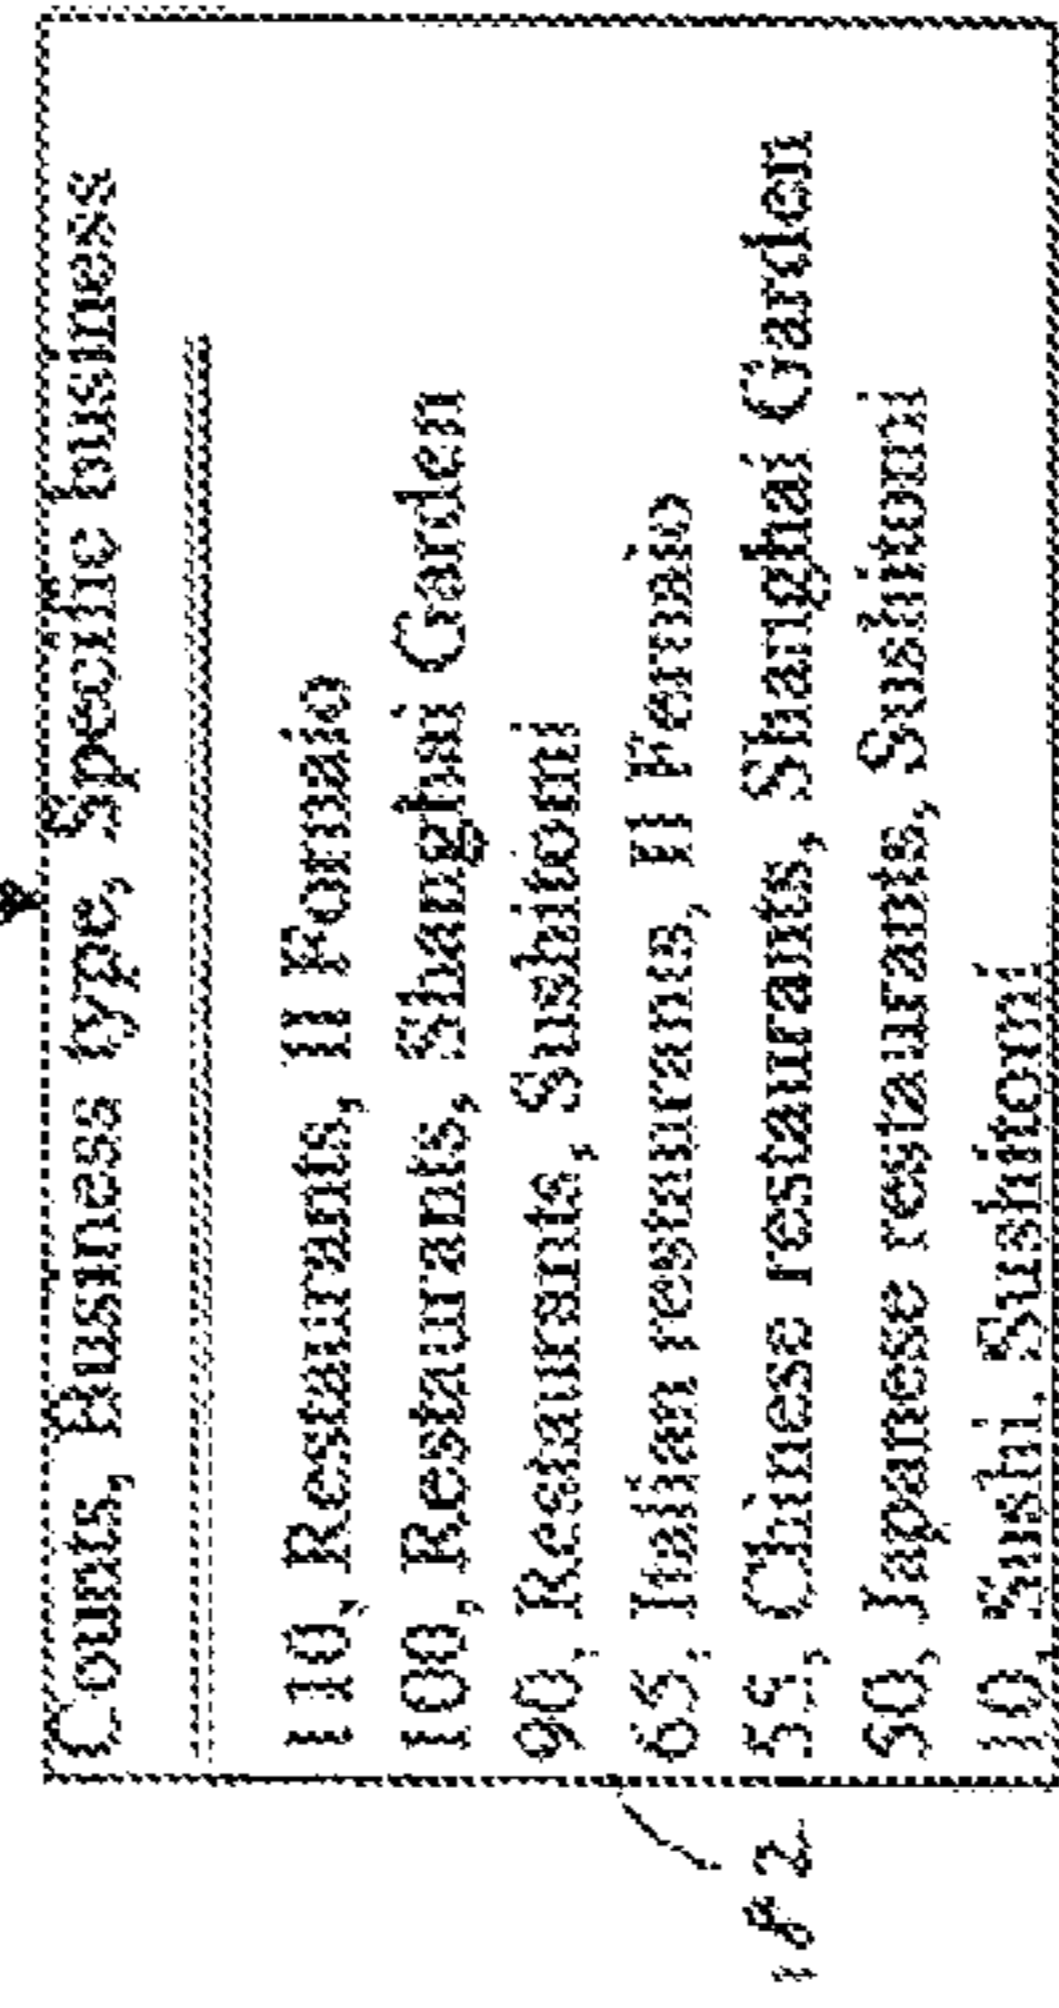 Counts, Business type, Specific business
110, Restaurants, Il Fornaio
100, Restaurants, Shanghai Garden
90, Restaurants, Sushitomi
65, Italian restaurants, Il Fornaio
55, Chinese restaurants, Shanghai Garden
50, Japanese restaurants, Sushitomi
10, Sushi, Sushitomi
182